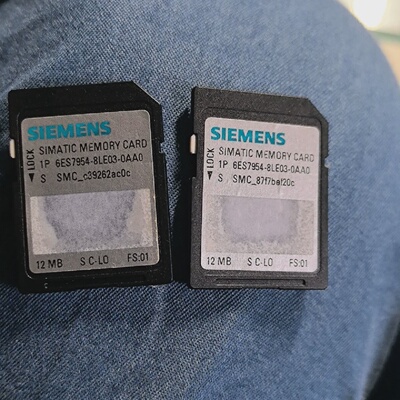 SIEMENS
SIMATIC MEMORY CARD
1P 6ES7954-8LE03-0AA0
S SMC_c39262ac0c
LOCK
12 MB S C-LO FS:01
SIEMENS
SIMATIC MEMORY CARD
1P 6ES7954-8LE03-0AA0
S SMC_87f7baf20c
LOCK
12 MB S C-LO FS:01